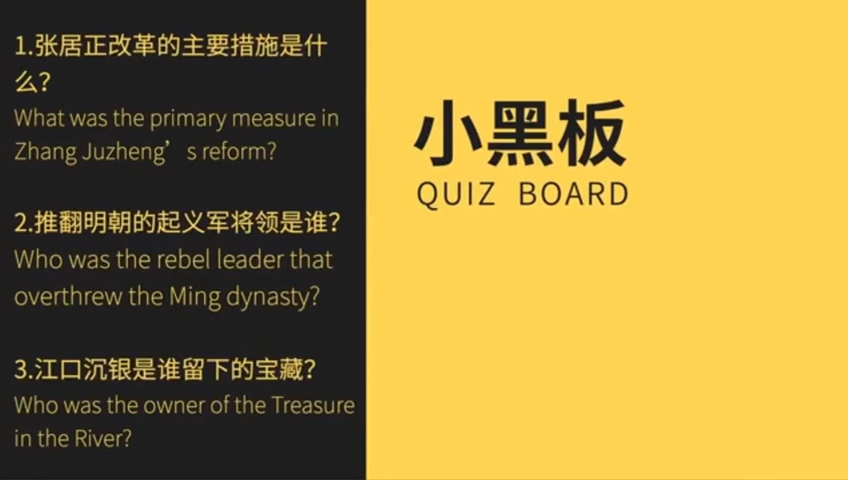 1.张居正改革的主要措施是什
么？
What was the primary measure in
Zhang Juzheng’s reform?
2.推翻明朝的起义军将领是谁？
Who was the rebel leader that
overthrew the Ming dynasty?
3.江口沉银是谁留下的宝藏？
Who was the owner of the Treasure
in the River?
小黑板
QUIZ BOARD